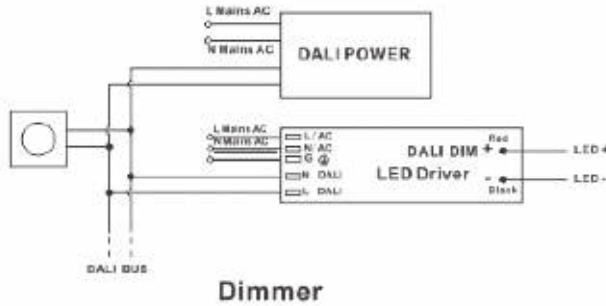 L Mains AC
N Mains AC
DALI POWER
L Mains AC
N Mains AC
L/AC
N/AC
G
N DALI
L DALI
DALI DIM
LED Driver
Red
+
-
Black
LED +
LED -
DALI BUS
Dimmer